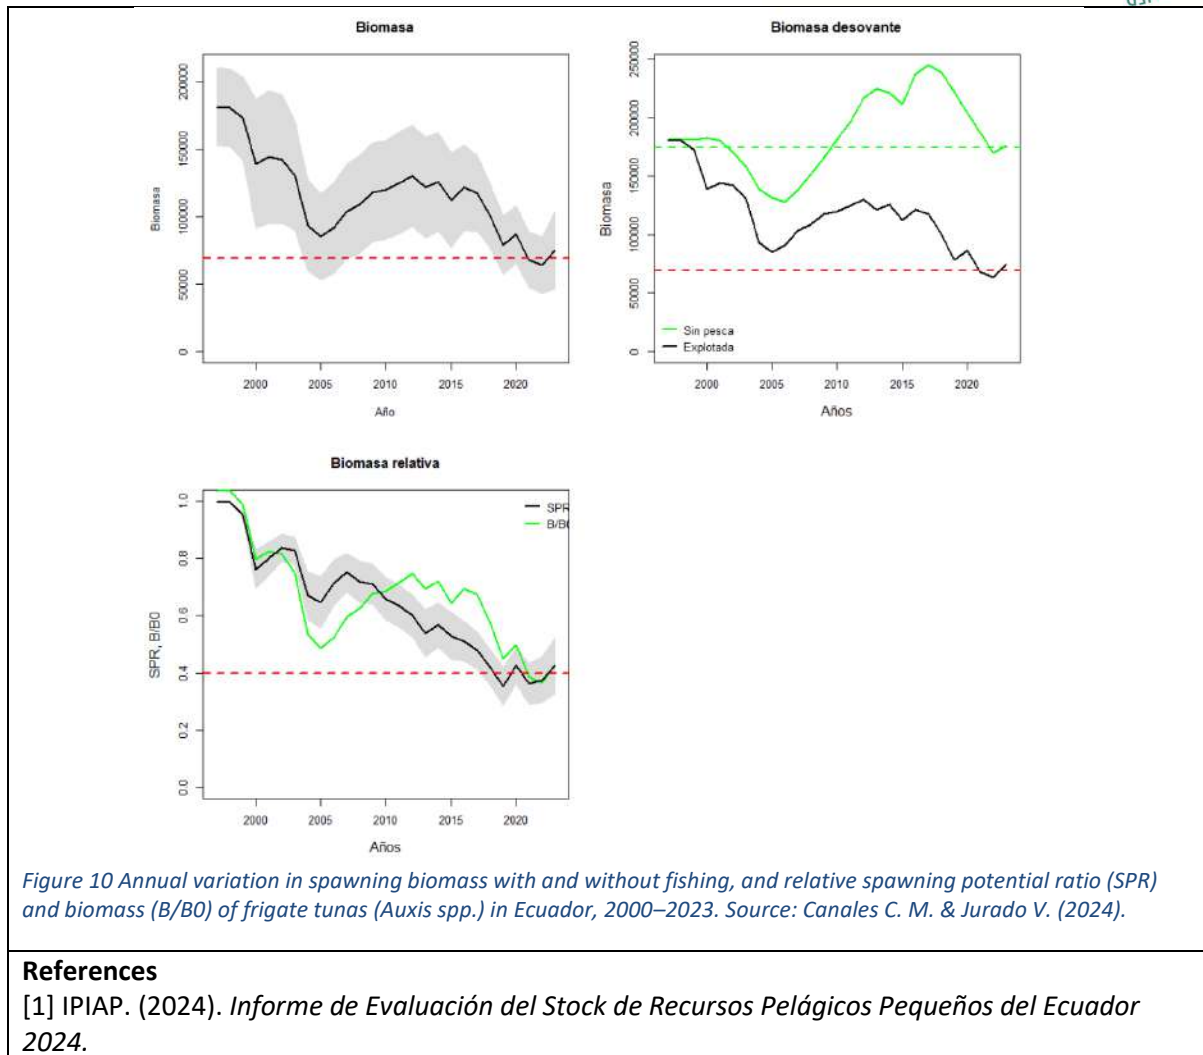 Biomasa
Biomasa
0
50000
100000
150000
200000
2000
2005
2010
2015
2020
Año
Biomasa desovante
Biomasa
0
50000
100000
150000
200000
250000
Sin pesca
Explotada
2000
2005
2010
2015
2020
Años
Biomasa relativa
SPR, B/B0
0.0
0.2
0.4
0.6
0.8
1.0
SPR
B/B0
2000
2005
2010
2015
2020
Años
Figure 10 Annual variation in spawning biomass with and without fishing, and relative spawning potential ratio (SPR)
and biomass (B/B0) of frigate tunas (Auxis spp.) in Ecuador, 2000–2023. Source: Canales C. M. & Jurado V. (2024).
References
[1] IPIAP. (2024). Informe de Evaluación del Stock de Recursos Pelágicos Pequeños del Ecuador
2024.